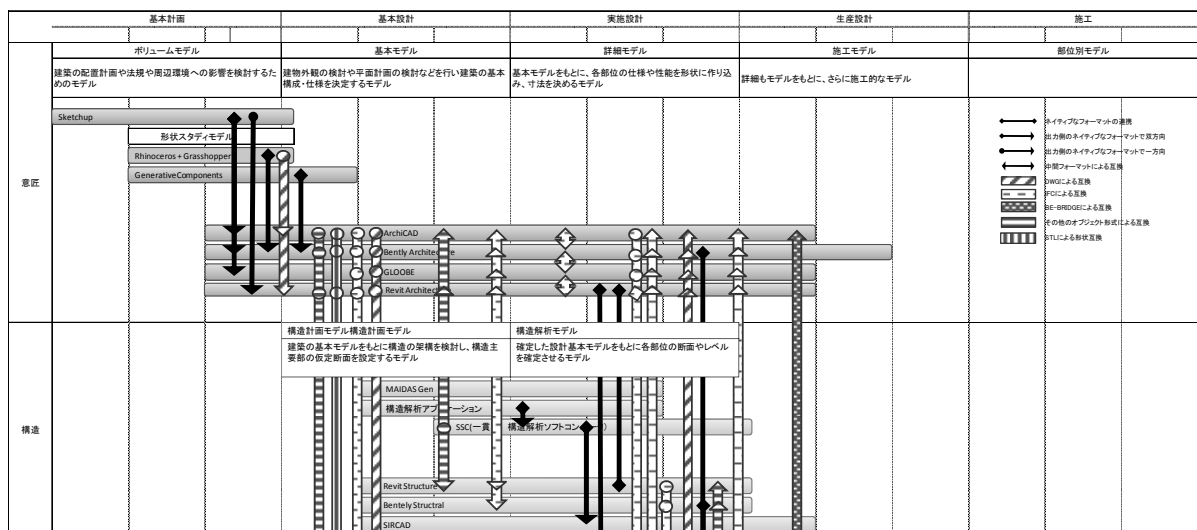 基本計画
基本設計
実施設計
生産設計
施工
ボリュームモデル
基本モデル
詳細モデル
施工モデル
部位別モデル
建築の配置計画や法規や周辺環境への影響を検討するた
めのモデル
建物外観の検討や平面計画の検討などを行い建築の基本
構成・仕様を決定するモデル
基本モデルをもとに、各部位の仕様や性能を形状に作り込
み、寸法を決めるモデル
詳細もモデルをもとに、さらに施工的なモデル
意匠
Sketchup
形状スタディモデル
Rhinoceros + Grasshopper
GenerativeComponents
ArchiCAD
Bently Architecture
GLOOBE
Revit Architect
ネイティブなフォーマットの連携
出力側のネイティブなフォーマットで双方向
出力側のネイティブなフォーマットで一方向
中間フォーマットによる互換
DWGによる互換
IFCによる互換
BE-BRIDGEによる互換
その他のオブジェクト形式による互換
STLによる形状互換
構造
構造計画モデル構造計画モデル
建築の基本モデルをもとに構造の架構を検討し、構造主
要部の仮定断面を設定するモデル
構造解析モデル
確定した設計基本モデルをもとに各部位の断面やレベル
を確定させるモデル
MAIDAS Gen
構造解析アプ ーション
SSC(一貫 構造解析ソフトコン )
Revit Structure
Bentely Structral
SIRCAD